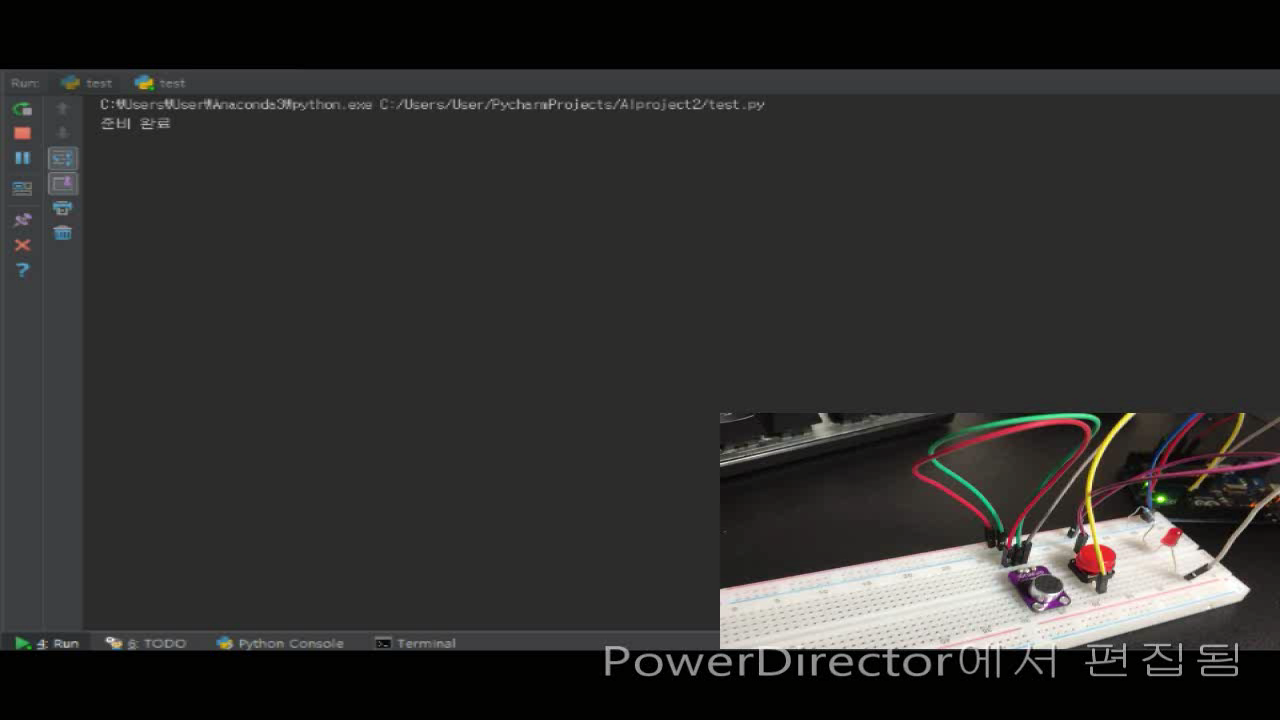 Run: test test
C:₩Users₩User₩Anaconda3₩python.exe C:/Users/User/PycharmProjects/AIproject2/test.py
준비 완료
4: Run 6: TODO Python Console Terminal
PowerDirector에서 편집됨